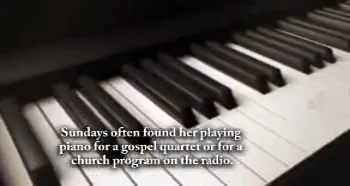 Sundays often found her playing
piano for a gospel quartet or for a
church program on the radio.